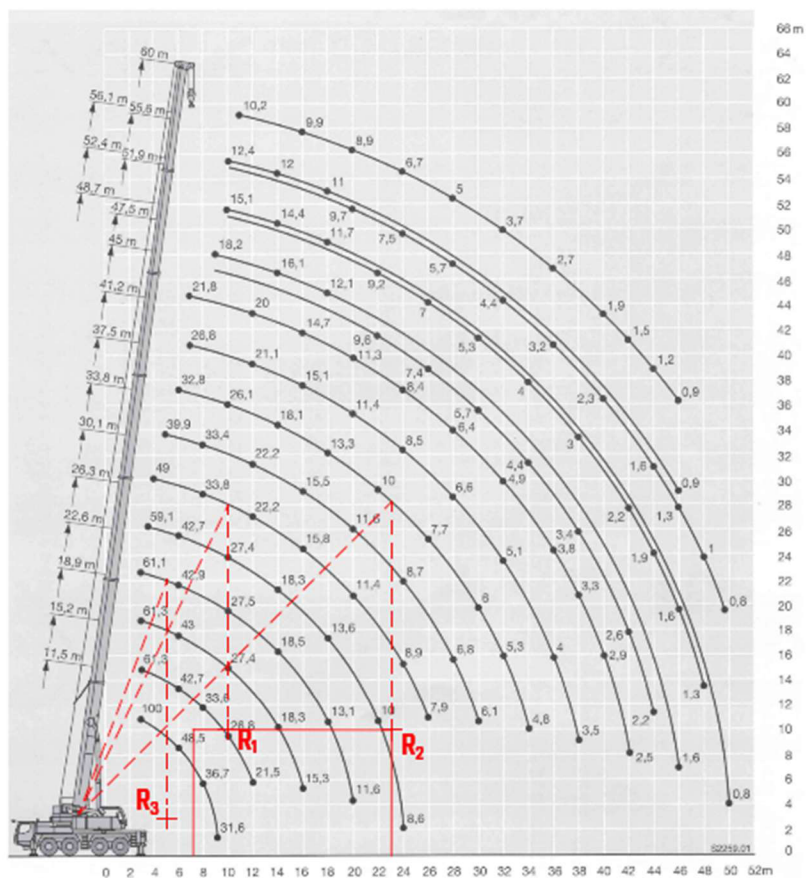 66 m
64
62
60
58
56
54
52
50
48
46
44
42
40
38
36
34
32
30
28
26
24
22
20
18
16
14
12
10
8
6
4
2
0
60 m
56,1 m
55,8 m
52,4 m
51,9 m
48,7 m
47,5 m
45 m
41,2 m
37,5 m
33,8 m
30,1 m
26,3 m
22,6 m
18,9 m
15,2 m
11,5 m
10,2 9,9 8,9 6,7 5 3,7 2,7 1,9 1,5 1,2 0,9
12,4 12 11 9,7 7,5 5,7 4,4 3,2 2,3 1,6 0,9
15,1 14,4 11,7 9,2 7 5,3 4 3 2,2 1,9 1,6 1,3 1 0,8
18,2 16,1 12,1 9,6 7,4 5,7 4,4 3,4 2,6 2,2 1,6 1,3 0,8
21,8 20 14,7 11,3 8,4 6,4 4,9 3,8 3,3 2,9 2,5
26,8 21,1 15,1 11,4 8,5 6,6 5,1 4 3,5
32,8 26,1 18,1 13,3 10 7,7 6 5,3 4,8
39,9 33,4 22,2 15,5 11,6 8,7 6,8 6,1
49 33,8 22,2 15,8 11,4 8,9 7,9
59,1 42,7 27,4 18,3 13,6 10 8,6
61,1 42,9 27,5 18,5 13,1 11,6
61,3 43 27,4 18,3 15,3
61,3 42,7 33,6 26,8 21,5
100 48,5 36,7 31,6
R1
R2
R3
S2259.01
0 2 4 6 8 10 12 14 16 18 20 22 24 26 28 30 32 34 36 38 40 42 44 46 48 50 52m